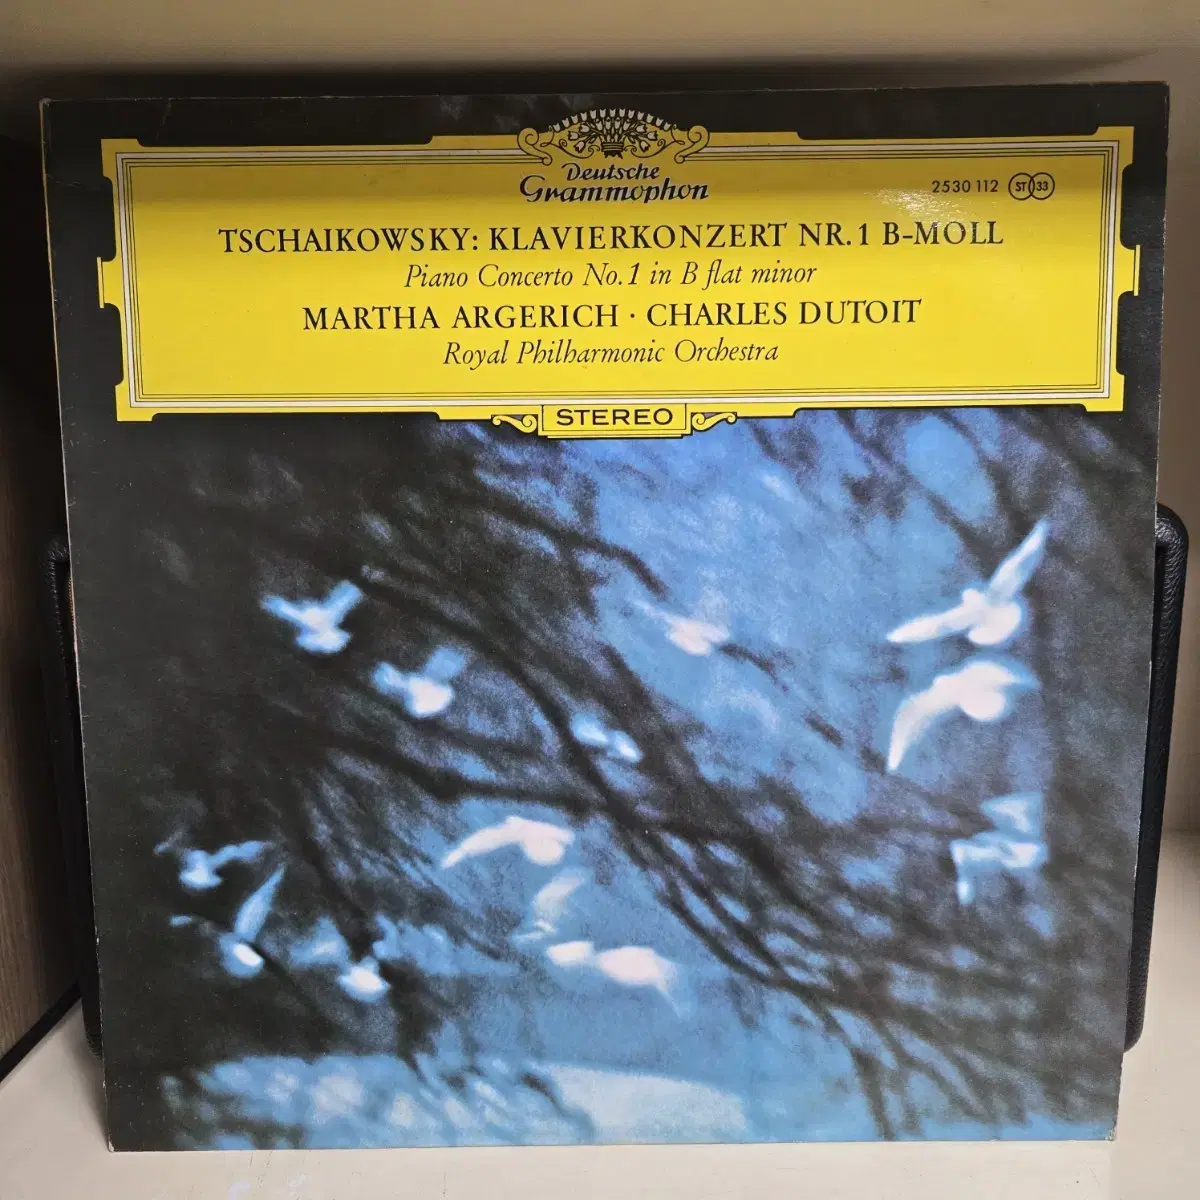 Deutsche
Grammophon
2530 112 ST 33
TSCHAIKOWSKY: KLAVIERKONZERT NR. 1 B-MOLL
Piano Concerto No. 1 in B flat minor
MARTHA ARGERICH · CHARLES DUTOIT
Royal Philharmonic Orchestra
STEREO